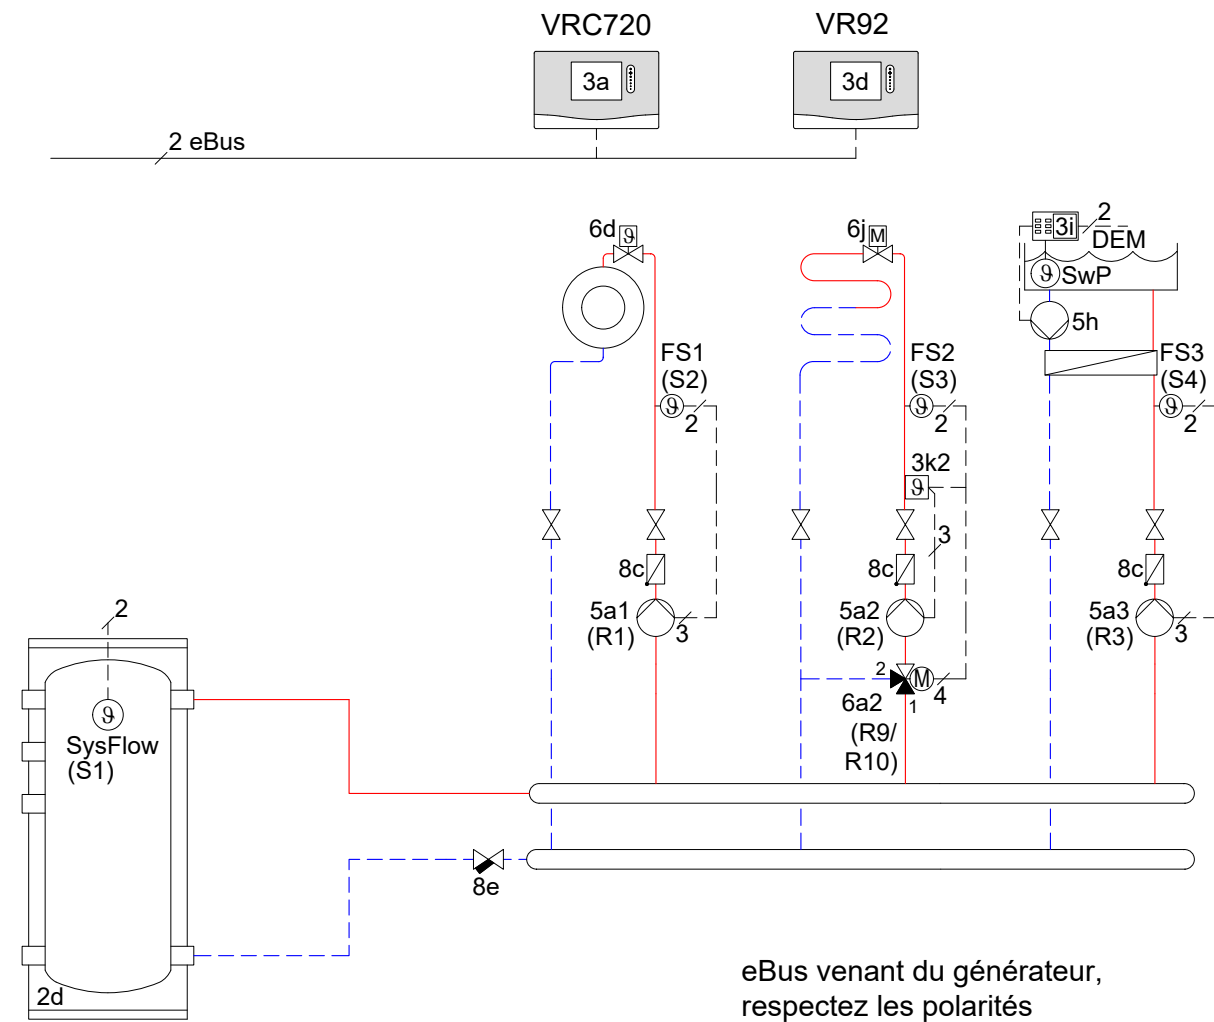 VRC720
VR92
3a
3d
2 eBus
6d
ϑ
6j
M
3i
2
DEM
ϑ
SwP
5h
FS1
(S2)
ϑ
2
FS2
(S3)
ϑ
2
FS3
(S4)
ϑ
2
3k2
ϑ
3
8c
8c
8c
5a1
(R1)
3
5a2
(R2)
5a3
(R3)
3
2
ϑ
SysFlow
(S1)
2
M
4
1
6a2
(R9/
R10)
8e
2d
eBus venant du générateur,
respectez les polarités